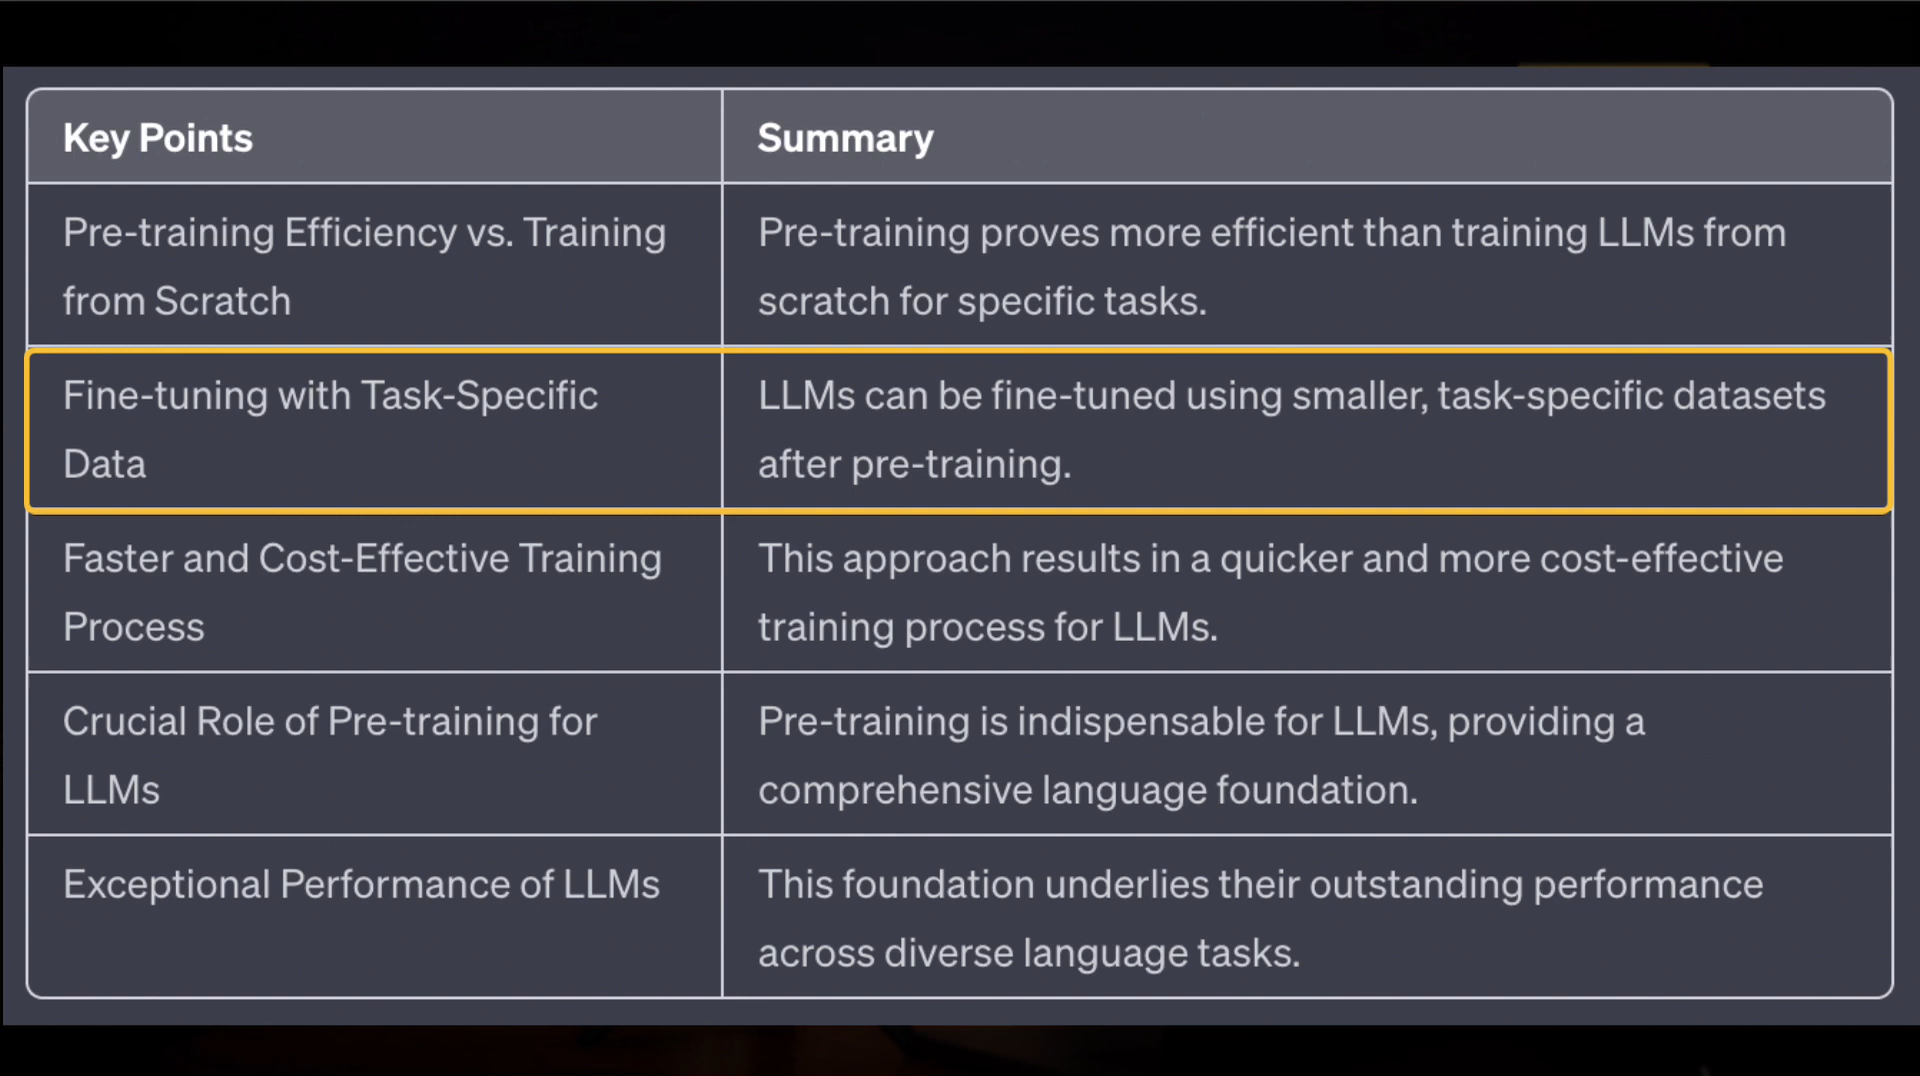 Key Points
Summary
Pre-training Efficiency vs. Training
from Scratch
Pre-training proves more efficient than training LLMs from
scratch for specific tasks.
Fine-tuning with Task-Specific
Data
LLMs can be fine-tuned using smaller, task-specific datasets
after pre-training.
Faster and Cost-Effective Training
Process
This approach results in a quicker and more cost-effective
training process for LLMs.
Crucial Role of Pre-training for
LLMs
Pre-training is indispensable for LLMs, providing a
comprehensive language foundation.
Exceptional Performance of LLMs
This foundation underlies their outstanding performance
across diverse language tasks.